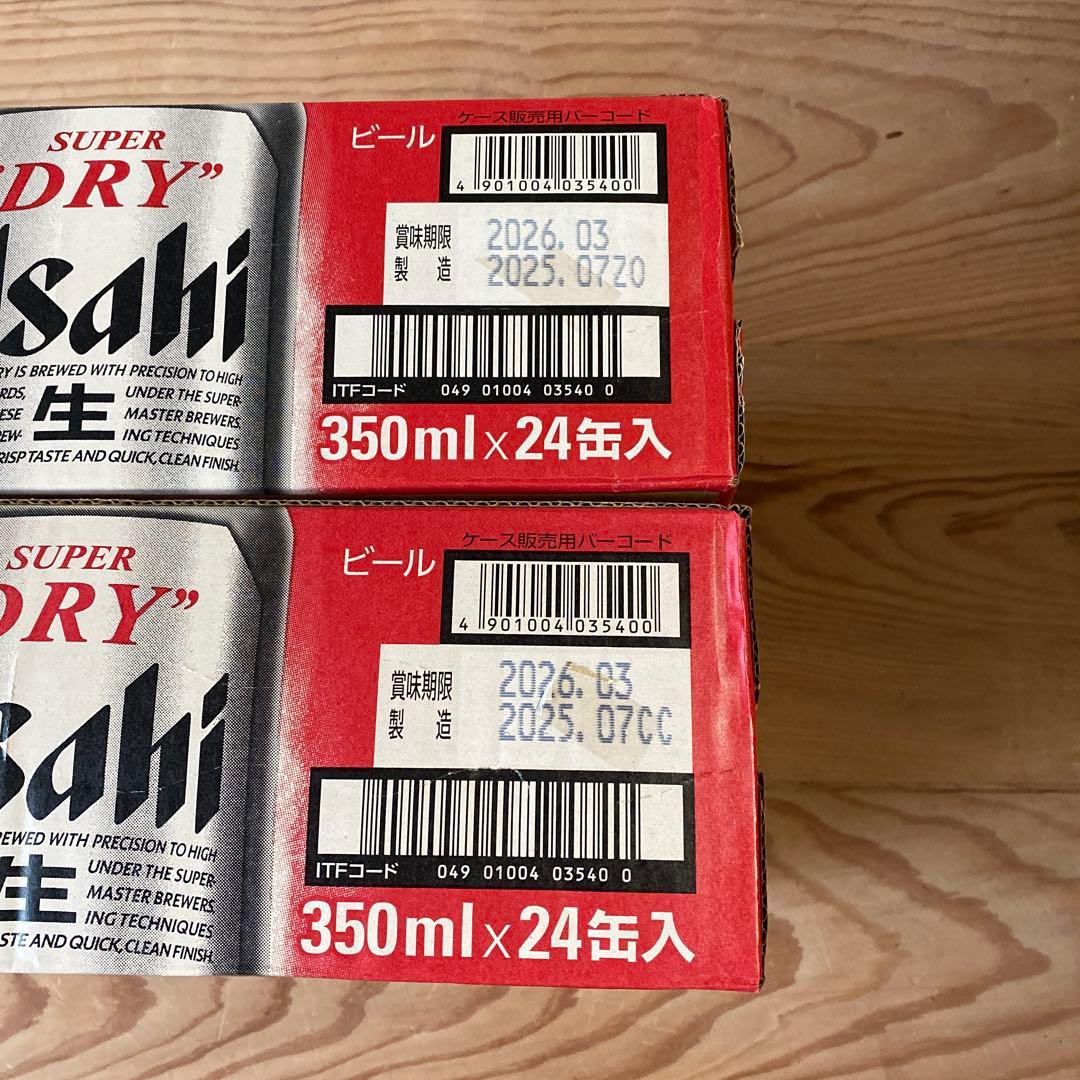 SUPER
"DRY"
Asahi
RY IS BREWED WITH PRECISION TO HIGH
RDS, UNDER THE SUPER-
ESE 生 MASTER BREWERS,
EW- ING TECHNIQUES
RISP TASTE AND QUICK, CLEAN FINISH.
ビール
ケース販売用バーコード
4 901004 035400
賞味期限 2026.03
製造 2025.07Z0
ITFコード 049 01004 03540 0
350ml×24缶入
SUPER
DRY"
sahi
REWED WITH PRECISION TO HIGH
UNDER THE SUPER-
生 MASTER BREWERS,
ING TECHNIQUES
STE AND QUICK, CLEAN FINISH.
ビール
ケース販売用バーコード
4 901004 035400
賞味期限 2026.03
製造 2025.07CC
ITFコード 049 01004 03540 0
350ml×24缶入